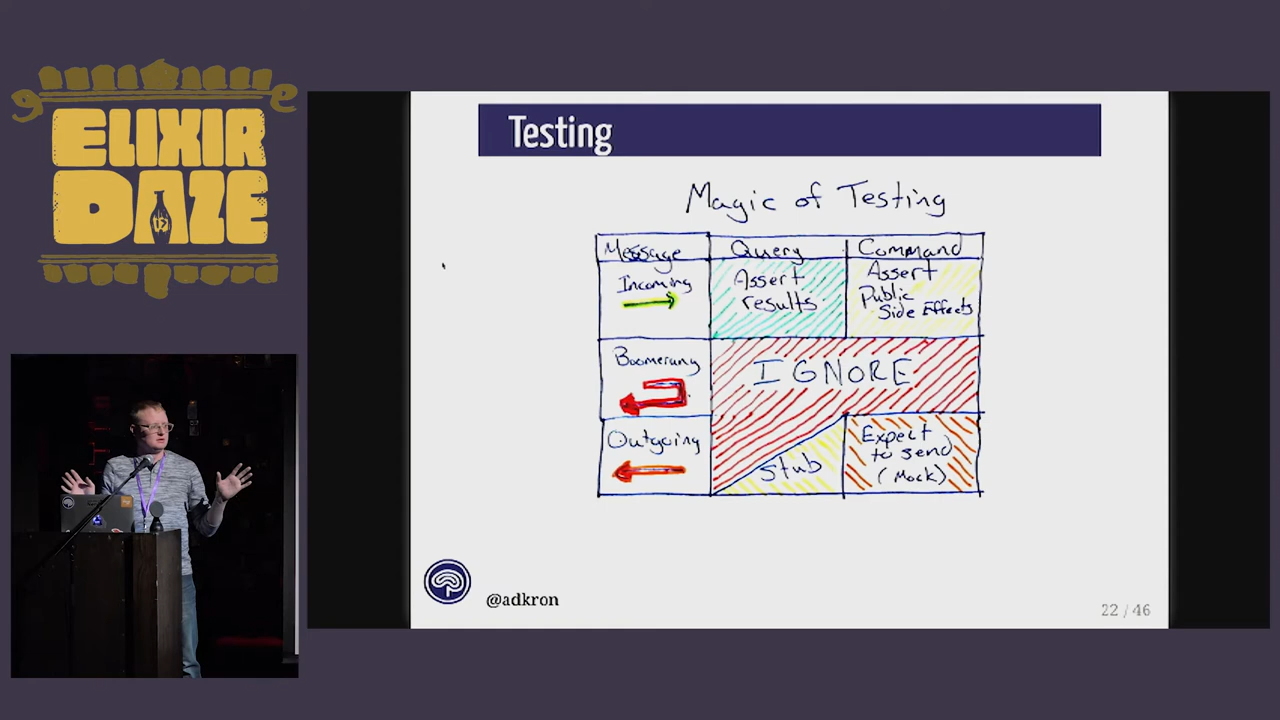 ELIXIR
DAZE
Testing
Magic of Testing
Message Query Command
Incoming Assert results Assert Public Side Effects
Boomerang IGNORE
Outgoing Stub Expect to send (Mock)
@adkron
22 / 46